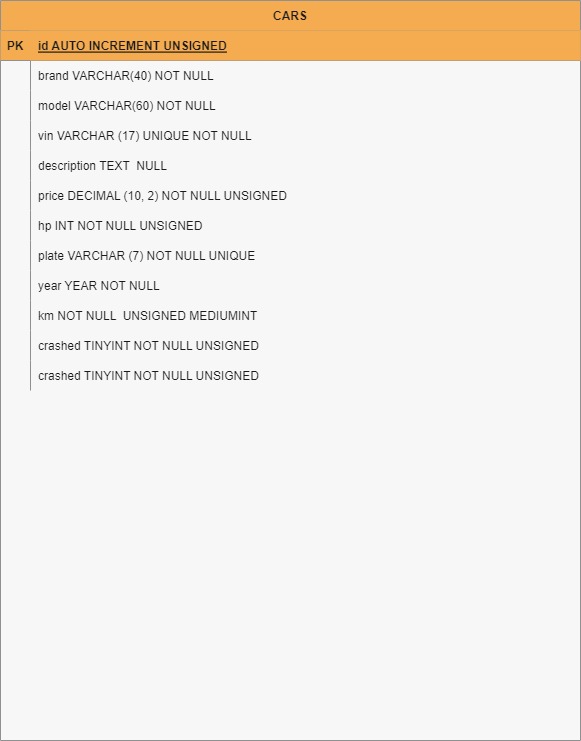 CARS
PK id AUTO INCREMENT UNSIGNED
brand VARCHAR(40) NOT NULL
model VARCHAR(60) NOT NULL
vin VARCHAR (17) UNIQUE NOT NULL
description TEXT  NULL
price DECIMAL (10, 2) NOT NULL UNSIGNED
hp INT NOT NULL UNSIGNED
plate VARCHAR (7) NOT NULL UNIQUE
year YEAR NOT NULL
km NOT NULL  UNSIGNED MEDIUMINT
crashed TINYINT NOT NULL UNSIGNED
crashed TINYINT NOT NULL UNSIGNED